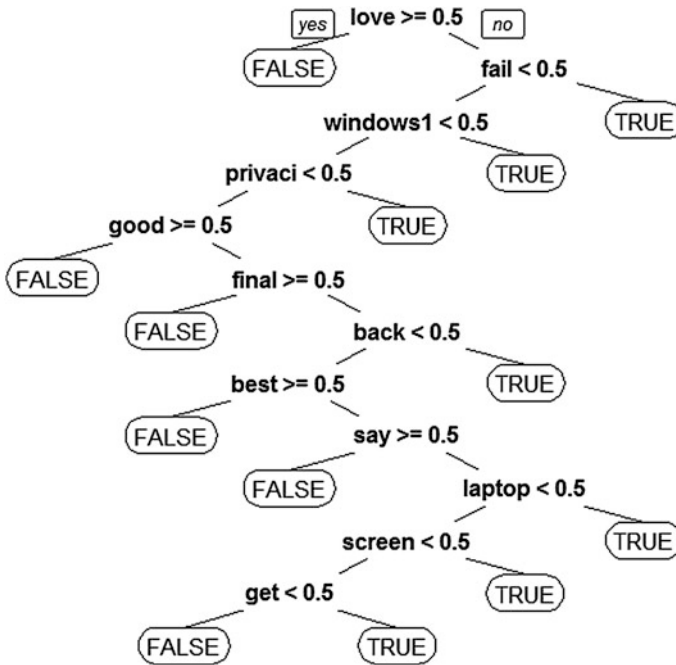 yes love >= 0.5 no
FALSE fail < 0.5
windows1 < 0.5 TRUE
privaci < 0.5 TRUE
good >= 0.5 TRUE
FALSE final >= 0.5
FALSE back < 0.5
best >= 0.5 TRUE
FALSE say >= 0.5
FALSE laptop < 0.5
screen < 0.5 TRUE
get < 0.5 TRUE
FALSE TRUE